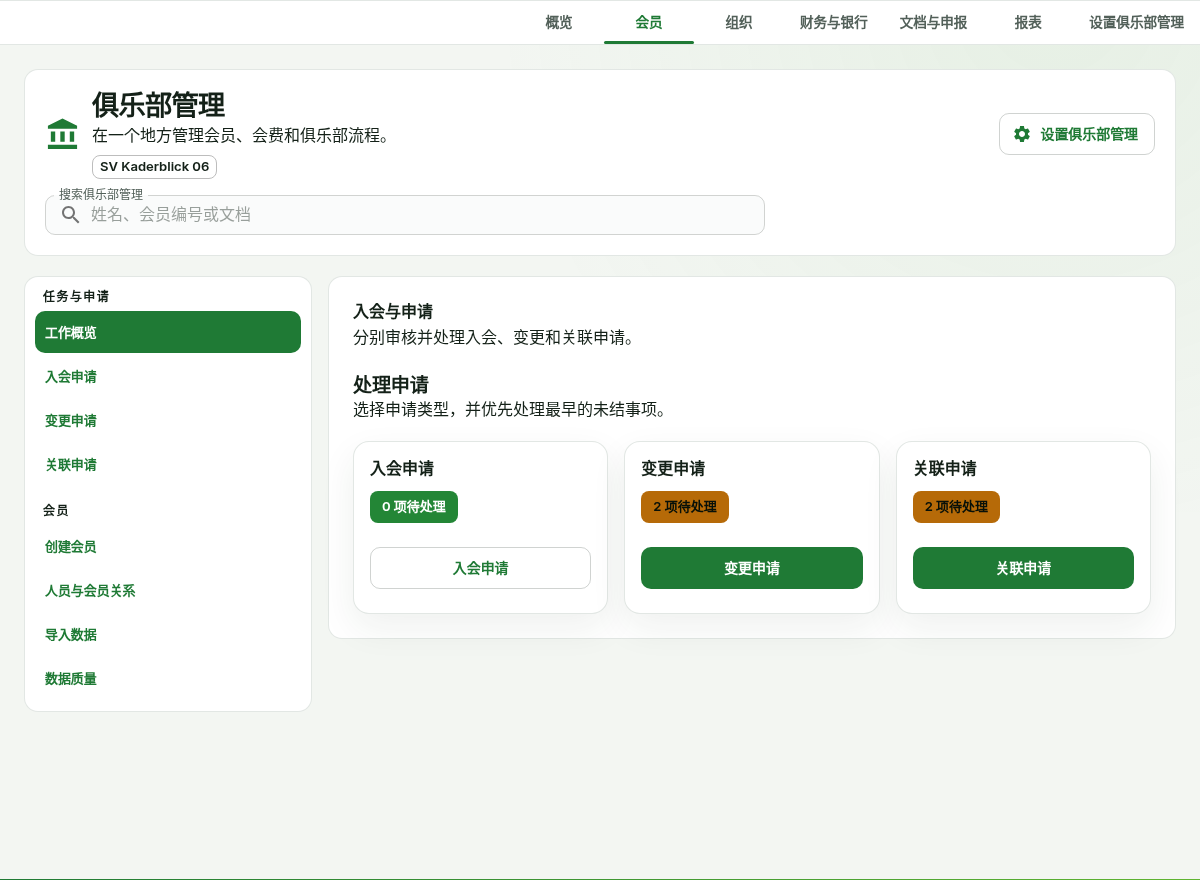 概览
会员
组织
财务与银行
文档与申报
报表
设置俱乐部管理
俱乐部管理
在一个地方管理会员、会费和俱乐部流程。
SV Kaderblick 06
设置俱乐部管理
搜索俱乐部管理
姓名、会员编号或文档
任务与申请
工作概览
入会申请
变更申请
关联申请
会员
创建会员
人员与会员关系
导入数据
数据质量
入会与申请
分别审核并处理入会、变更和关联申请。
处理申请
选择申请类型，并优先处理最早的未结事项。
入会申请
0 项待处理
入会申请
变更申请
2 项待处理
变更申请
关联申请
2 项待处理
关联申请